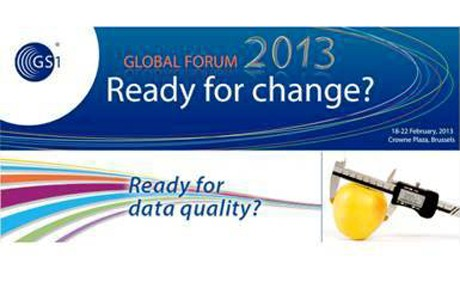 GS1
®
GLOBAL FORUM 2013
Ready for change?
18-22 February, 2013
Crowne Plaza, Brussels
Ready for
data quality?